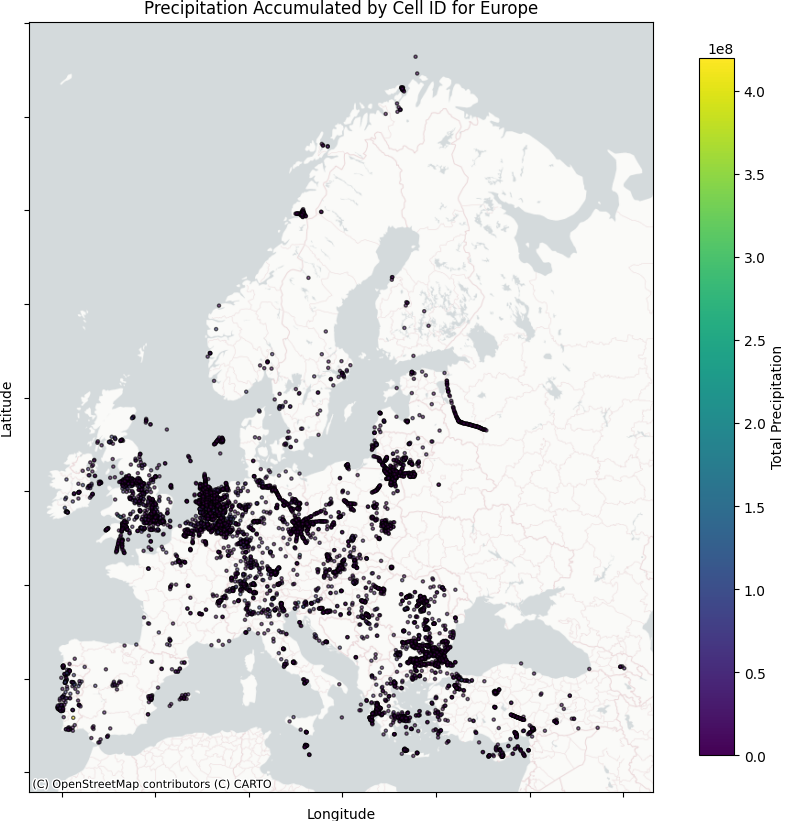 Precipitation Accumulated by Cell ID for Europe
1e8
4.0
3.5
3.0
2.5
2.0
1.5
1.0
0.5
0.0
Total Precipitation
Latitude
(C) OpenStreetMap contributors (C) CARTO
Longitude